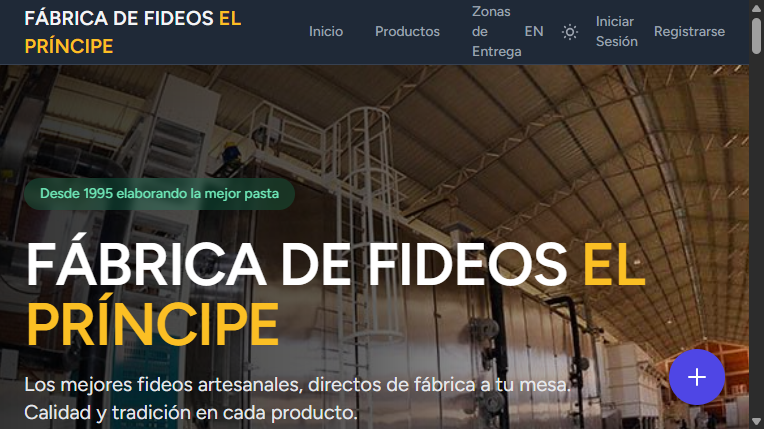 FÁBRICA DE FIDEOS EL
PRÍNCIPE
Inicio
Productos
Zonas
de
Entrega
EN
Iniciar
Sesión
Registrarse
Desde 1995 elaborando la mejor pasta
FÁBRICA DE FIDEOS EL
PRÍNCIPE
Los mejores fideos artesanales, directos de fábrica a tu mesa.
Calidad y tradición en cada producto.